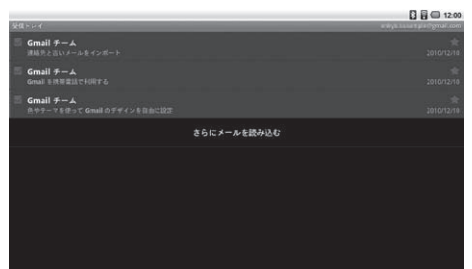 12:00
受信トレイ
Gmail チーム
連絡先と古いメールをインポート
2010/12/18
Gmail チーム
Gmail を携帯電話で利用する
2010/12/18
Gmail チーム
色やテーマを使って Gmail のデザインを自由に設定
2010/12/18
さらにメールを読み込む